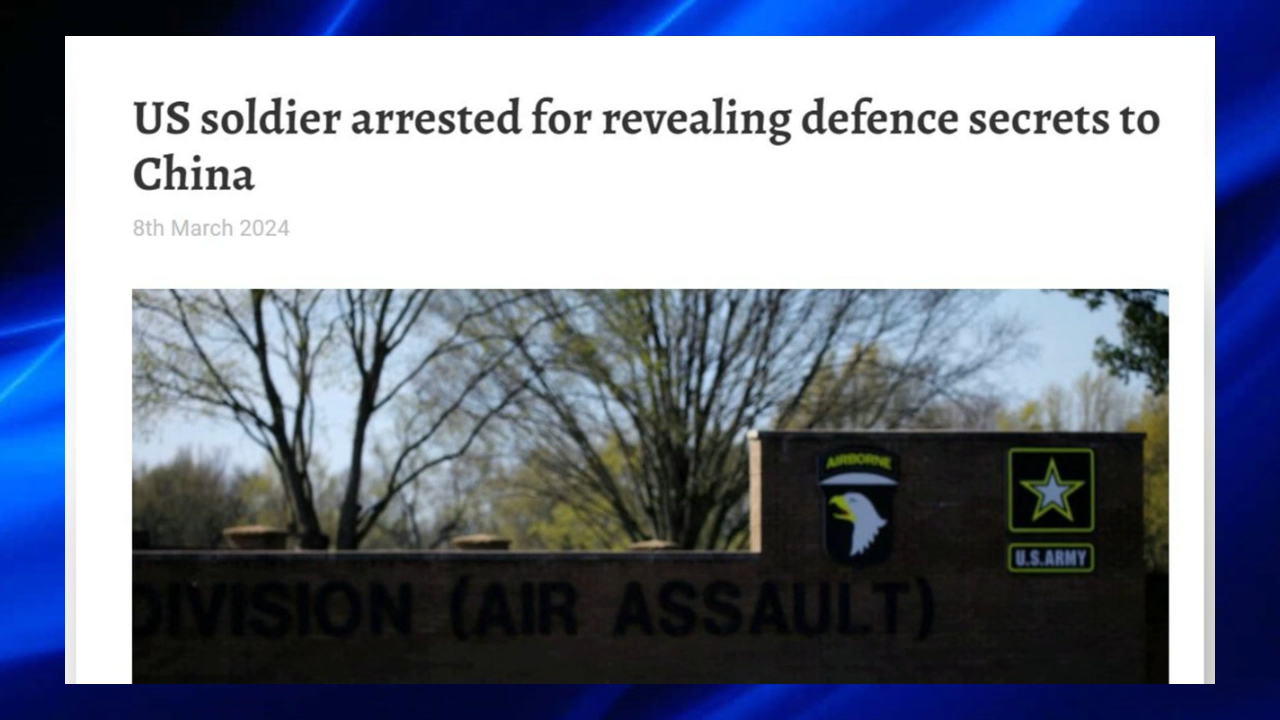 US soldier arrested for revealing defence secrets to
China
8th March 2024
AIRBORNE
U.S.ARMY
DIVISION (AIR ASSAULT)